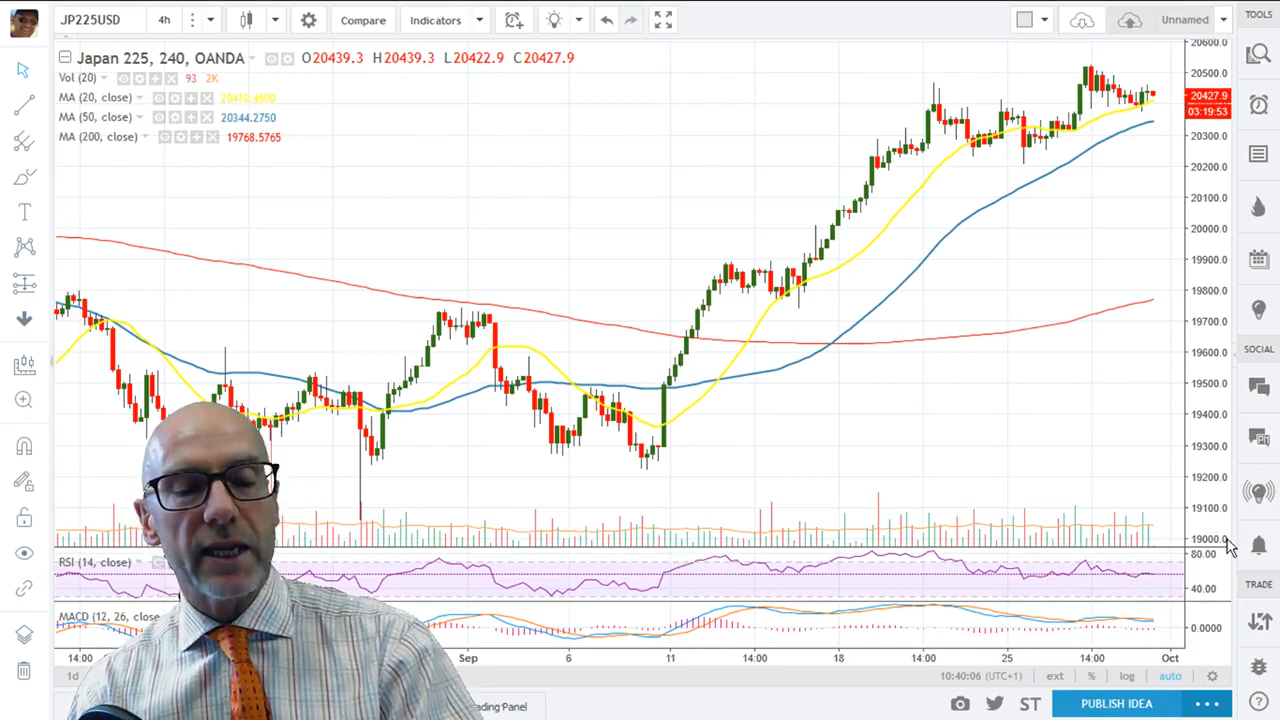 JP225USD 4h Compare Indicators Unnamed TOOLS
Japan 225, 240, OANDA O20439.3 H20439.3 L20422.9 C20427.9
Vol (20) 93 2K
MA (20, close) 20410.4600
MA (50, close) 20344.2750
MA (200, close) 19768.5765
20600.0
20500.0
20427.9
03:19:53
20300.0
20200.0
20100.0
20000.0
19900.0
19800.0
19700.0
19600.0
19500.0
19400.0
19300.0
19200.0
19100.0
19000.0
SOCIAL
TRADE
RSI (14, close)
80.00
40.00
MACD (12, 26, close
0.0000
14:00 Sep 6 11 14:00 18 14:00 25 14:00 Oct
1d 10:40:06 (UTC+1) ext % log auto
ading Panel ST PUBLISH IDEA